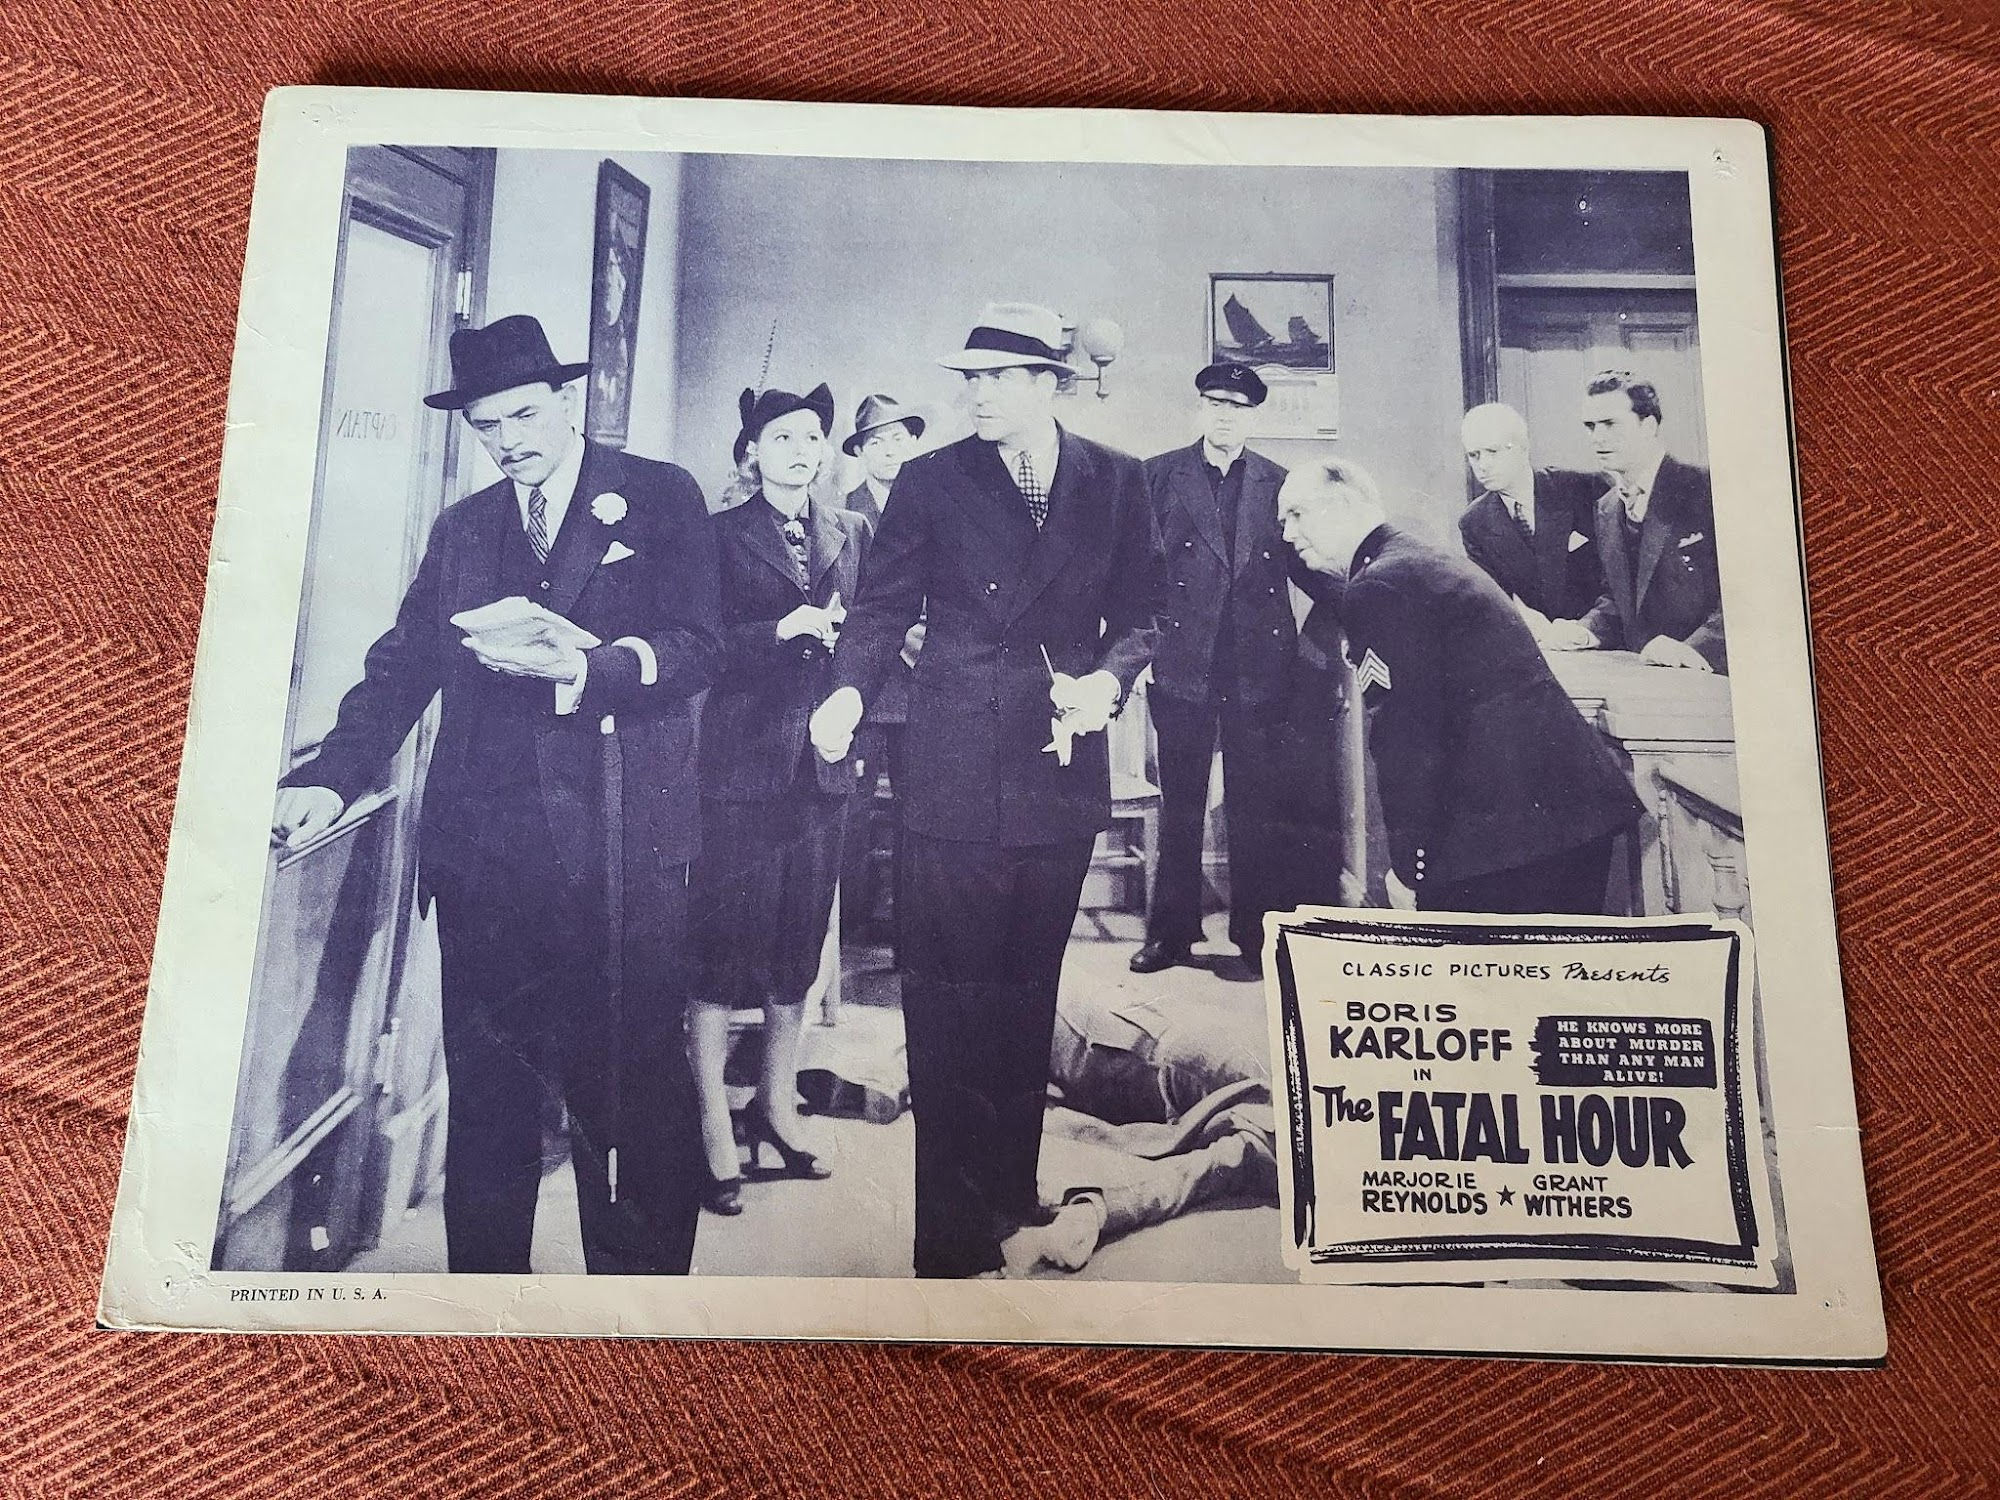 CAPTAIN
CLASSIC PICTURES Presents
BORIS
KARLOFF
IN
HE KNOWS MORE
ABOUT MURDER
THAN ANY MAN
ALIVE!
The FATAL HOUR
MARJORIE
REYNOLDS ★
GRANT
WITHERS
PRINTED IN U. S. A.